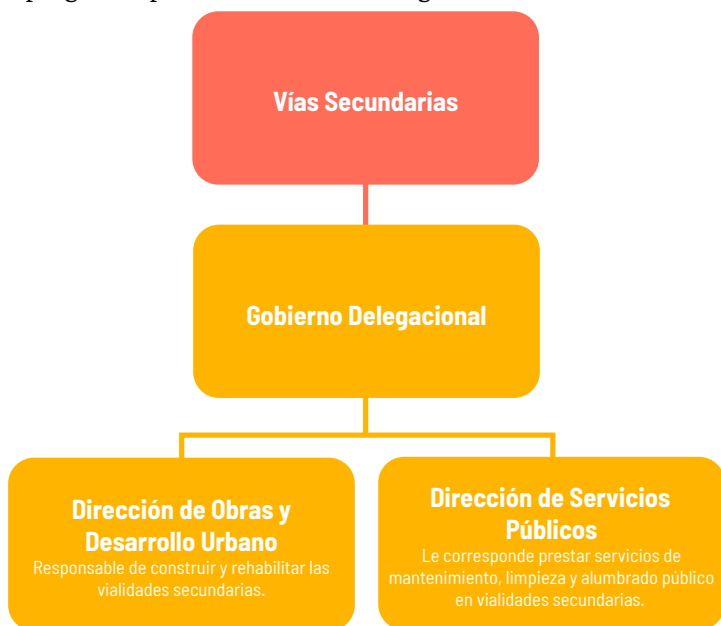 Vías Secundarias
Gobierno Delegacional
Dirección de Obras y
Desarrollo Urbano
Responsable de construir y rehabilitar las
vialidades secundarias.
Dirección de Servicios
Públicos
Le corresponde prestar servicios de
mantenimiento, limpieza y alumbrado público
en vialidades secundarias.